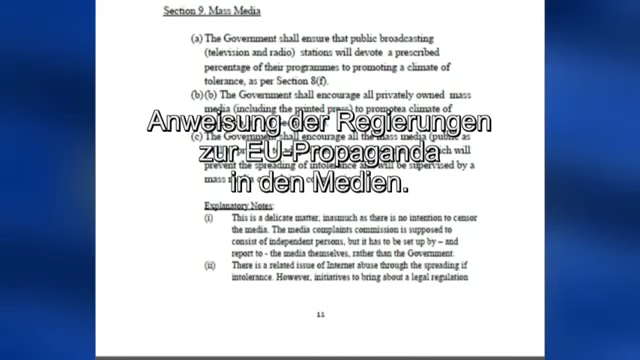 Section 9. Mass Media
(a) The Government shall ensure that public broadcasting
(television and radio) stations will devote a prescribed
percentage of their programmes to promoting a climate of
tolerance, as per Section 8(f).
(b)(b) The Government shall encourage all privately owned mass
media (including the printed press) to promotea climate of
Anweisung der Regierungen
zur EU-Propaganda
in den Medien.
(c) The Government shall encourage all the mass media (public as
which will
prevent the spreading of intolerance
will be supervised by a
mass
Explanatory Notes:
(i) This is a delicate matter, inasmuch as there is no intention to censor
the media. The media complaints commission is supposed to
consist of independent persons, but it has to be set up by – and
report to - the media themselves, rather than the Government.
(ii) There is a related issue of Internet abuse through the spreading if
intolerance. However, initiatives to bring about a legal regulation
11